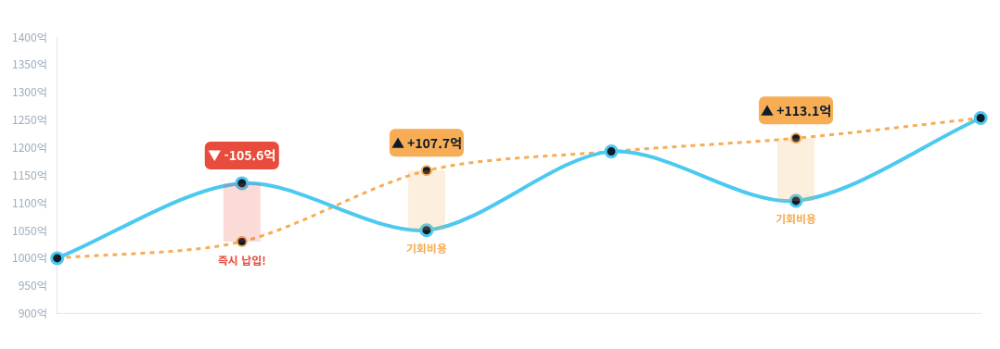 1400억
1350억
1300억
1250억
1200억
1150억
1100억
1050억
1000억
950억
900억
▼ -105.6억
즉시 납입!
▲ +107.7억
기회비용
▲ +113.1억
기회비용